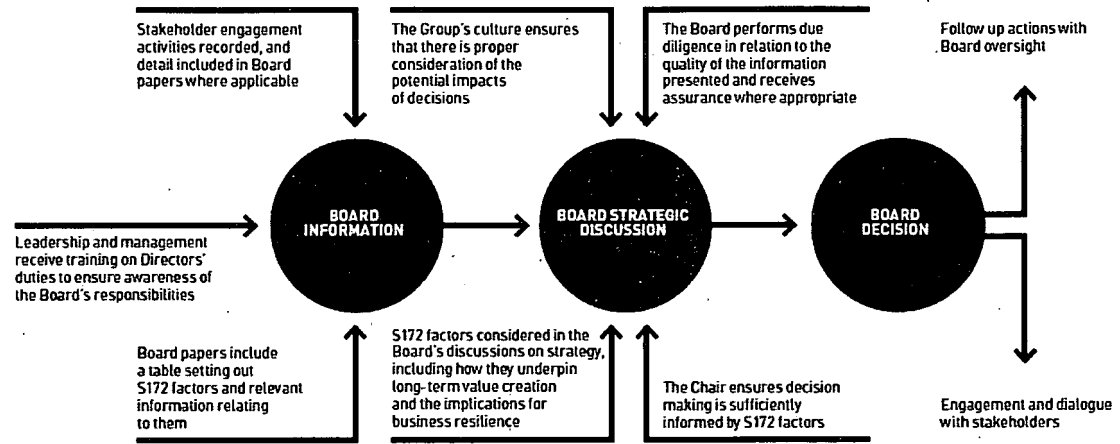 Stakeholder engagement
activities recorded, and
detail included in Board
papers where applicable
The Group's culture ensures
that there is proper
consideration of the
potential impacts
of decisions
The Board performs due
diligence in relation to the
quality of the information
presented and receives
assurance where appropriate
Follow up actions with
Board oversight
BOARD
INFORMATION
BOARD STRATEGIC
DISCUSSION
BOARD
DECISION
Leadership and management
receive training on Directors'
duties to ensure awareness of
the Board's responsibilities
Board papers include
a table setting out
S172 factors and relevant
information relating
to them
S172 factors considered in the
Board's discussions on strategy,
including how they underpin
long-term value creation
and the implications for
business resilience
The Chair ensures decision
making is sufficiently
informed by S172 factors
Engagement and dialogue
with stakeholders